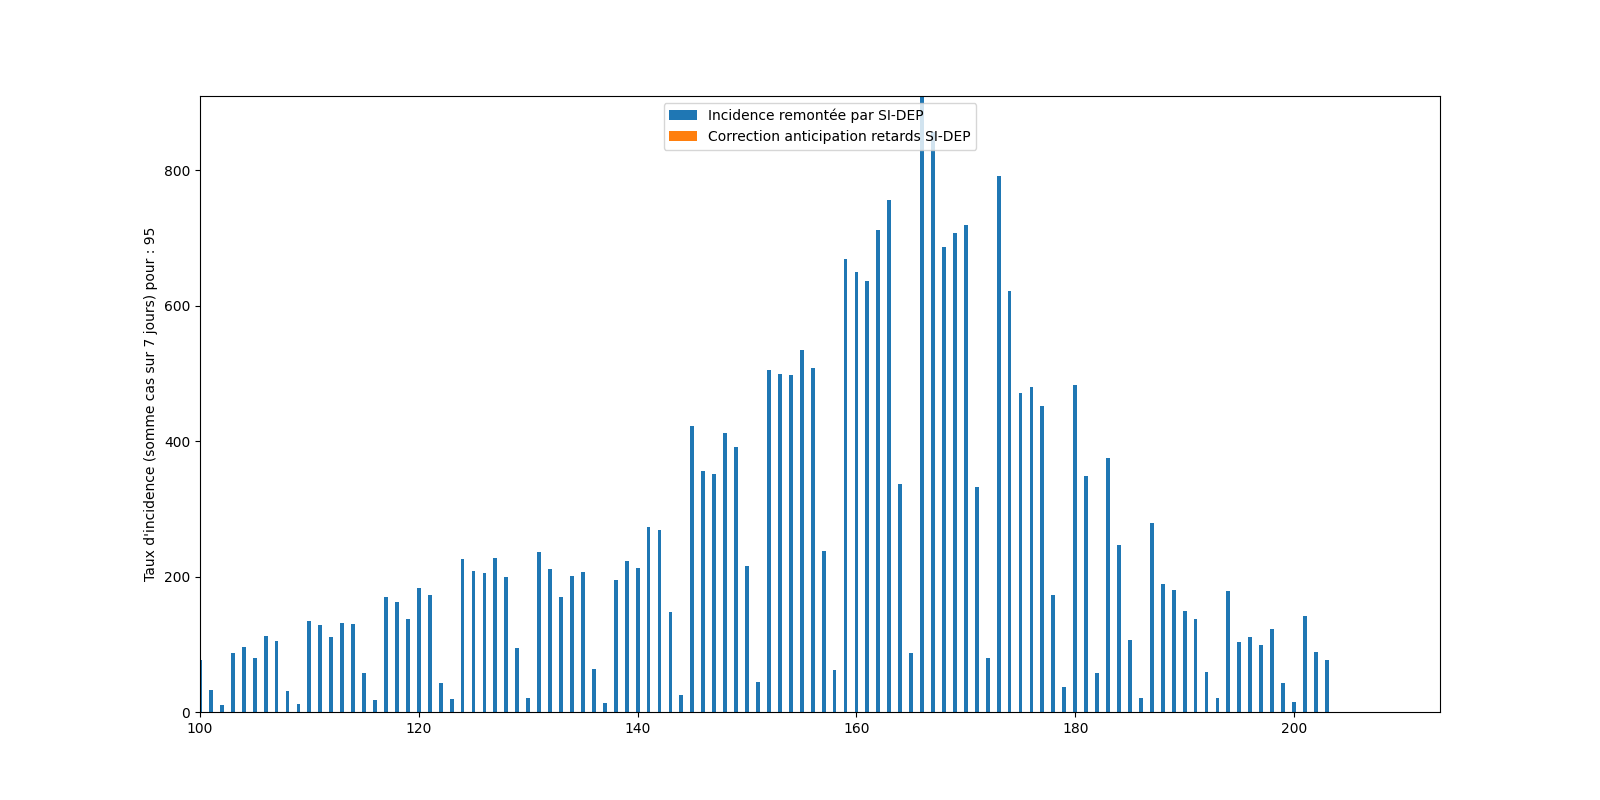 Incidence remontée par SI-DEP
Correction anticipation retards SI-DEP
Taux d'incidence (somme cas sur 7 jours) pour : 95
800
600
400
200
0
100 120 140 160 180 200